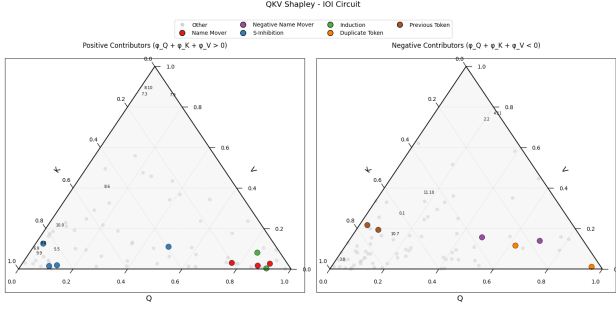 QKV Shapley - IOI Circuit
Other
Negative Name Mover
Induction
Previous Token
Name Mover
S-Inhibition
Duplicate Token
Positive Contributors (φ_Q + φ_K + φ_V > 0)
Negative Contributors (φ_Q + φ_K + φ_V < 0)
0.0 1.0
0.2 0.8
0.4 0.6
0.6 0.4
0.8 0.2
1.0 0.0
K
V
8.10
7.3
8.6
10.0
5.5
6.9
0.0 0.2 0.4 0.6 0.8 1.0
Q
0.0 1.0
0.2 0.8
0.4 0.6
0.6 0.4
0.8 0.2
1.0 0.0
K
V
4.11
2.2
11.10
0.1
10.7
0.0 0.2 0.4 0.6 0.8 1.0
Q